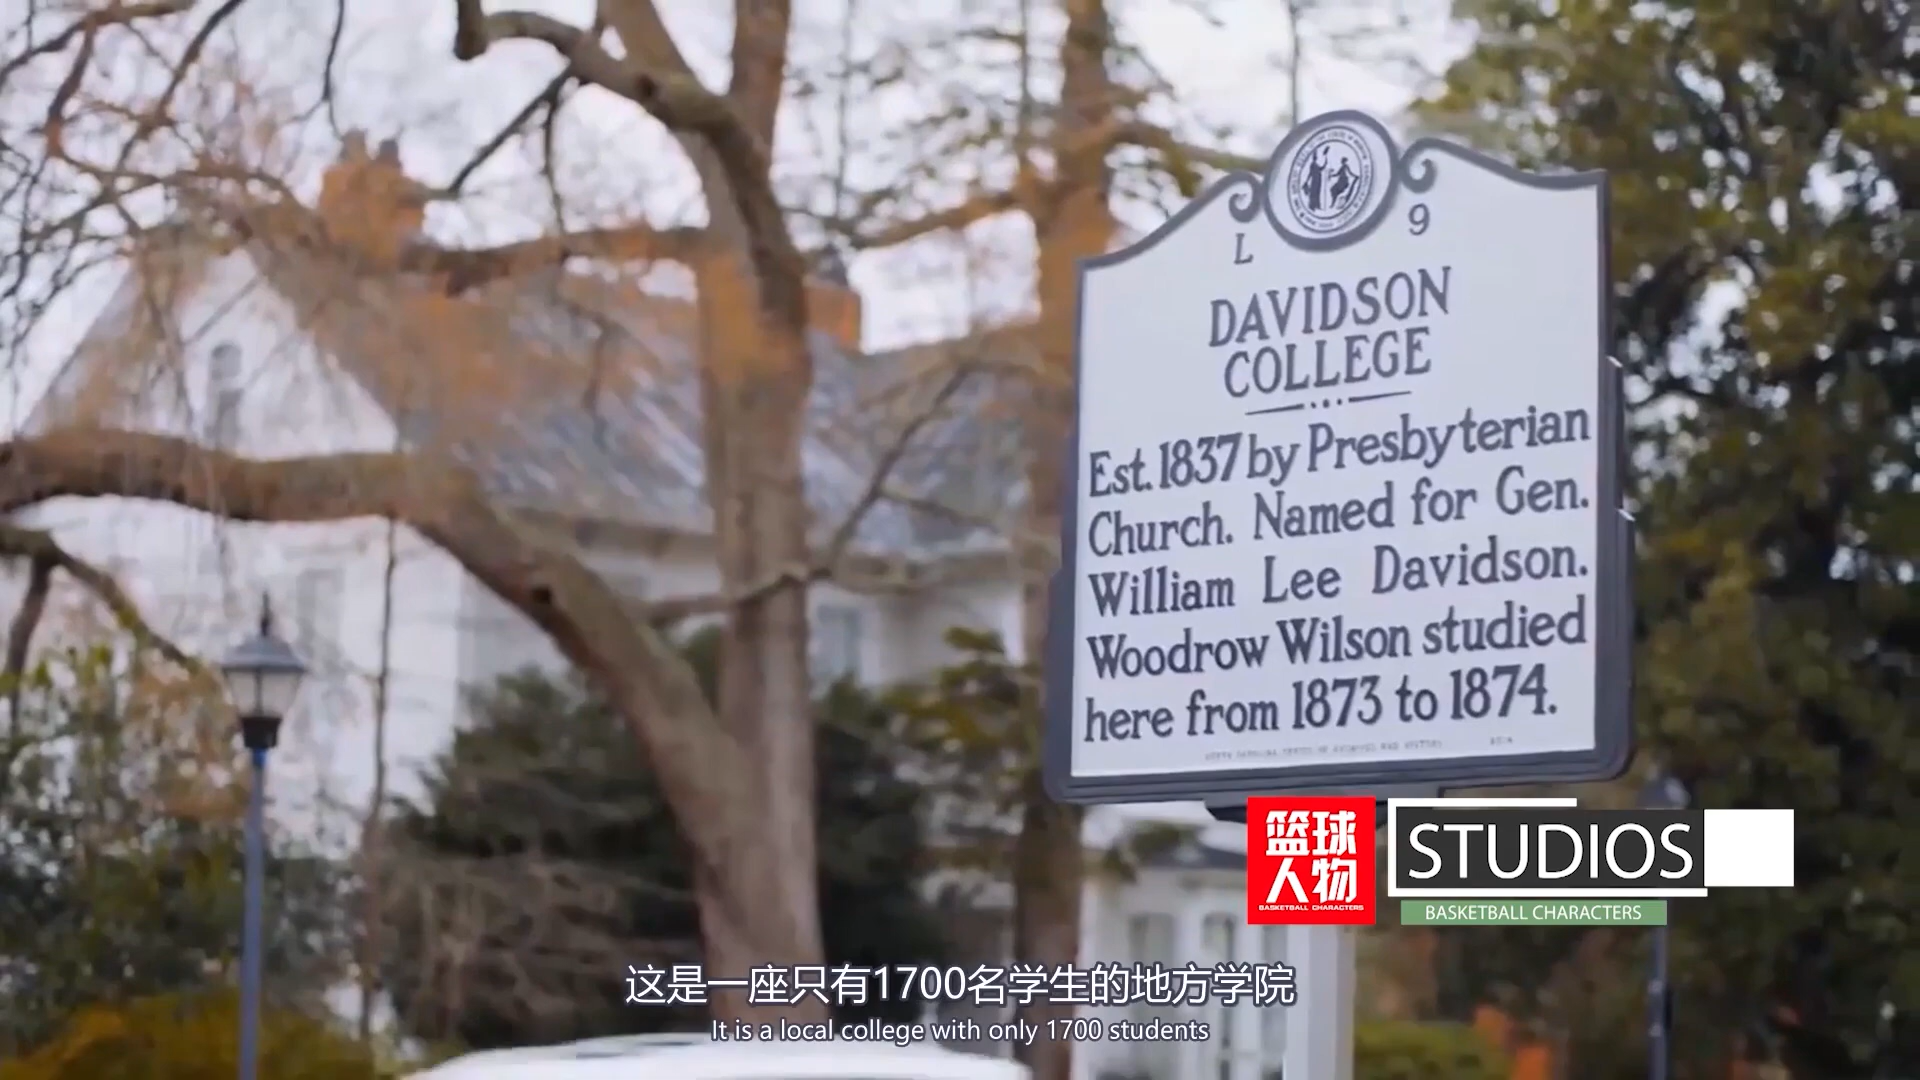 L
9
DAVIDSON
COLLEGE
Est. 1837 by Presbyterian
Church. Named for Gen.
William Lee Davidson.
Woodrow Wilson studied
here from 1873 to 1874.
篮球
人物
BASKETBALL CHARACTERS
STUDIOS
BASKETBALL CHARACTERS
这是一座只有1700名学生的地方学院
It is a local college with only 1700 students